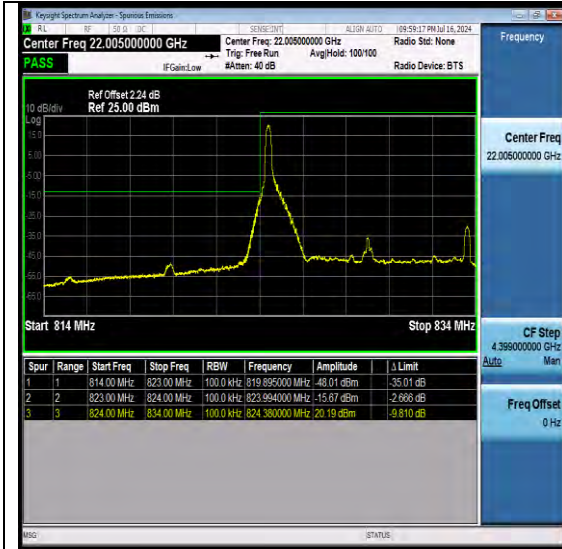 Keysight Spectrum Analyzer - Spurious Emissions
RL RF 50 Ω DC SENSE:INT ALIGN AUTO 09:59:17 PM Jul 16, 2024
Center Freq 22.005000000 GHz
PASS
IFGain:Low
Center Freq: 22.005000000 GHz
Trig: Free Run Avg|Hold: 100/100
#Atten: 40 dB
Radio Std: None
Radio Device: BTS
Ref Offset 2.24 dB
10 dB/div Ref 25.00 dBm
Log
15.0
5.00
-5.00
-15.0
-25.0
-35.0
-45.0
-55.0
-65.0
Start 814 MHz Stop 834 MHz
Spur Range Start Freq Stop Freq RBW Frequency Amplitude Δ Limit
1 1 814.00 MHz 823.00 MHz 100.0 kHz 819.895000 MHz -48.01 dBm -35.01 dB
2 2 823.00 MHz 824.00 MHz 100.0 kHz 823.994000 MHz -15.67 dBm -2.666 dB
3 3 824.00 MHz 834.00 MHz 100.0 kHz 824.380000 MHz 20.19 dBm -9.810 dB
MSG STATUS
Frequency
Center Freq
22.005000000 GHz
CF Step
4.399000000 GHz
Auto Man
Freq Offset
0 Hz